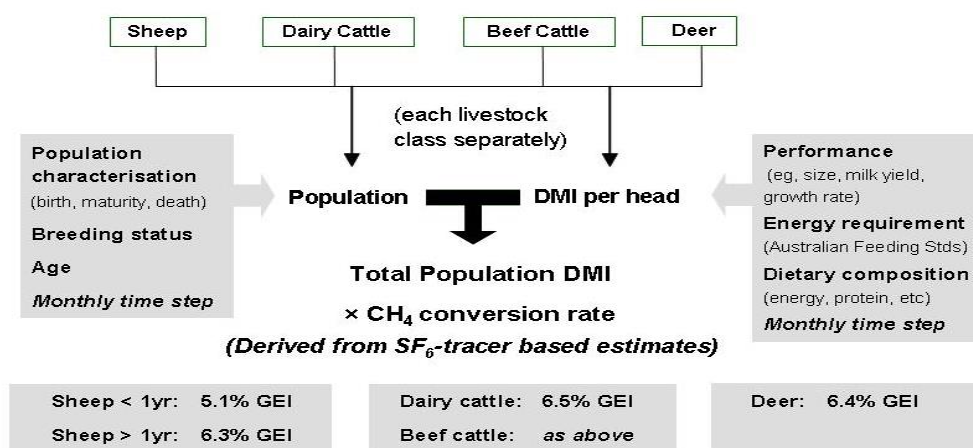 Sheep
Dairy Cattle
Beef Cattle
Deer
(each livestock
class separately)
Population
characterisation
(birth, maturity, death)
Breeding status
Age
Monthly time step
Population
DMI per head
Performance
(eg, size, milk yield,
growth rate)
Energy requirement
(Australian Feeding Stds)
Dietary composition
(energy, protein, etc)
Monthly time step
Total Population DMI
× CH₄ conversion rate
(Derived from SF₆-tracer based estimates)
Sheep < 1yr: 5.1% GEI
Sheep > 1yr: 6.3% GEI
Dairy cattle: 6.5% GEI
Beef cattle: as above
Deer: 6.4% GEI